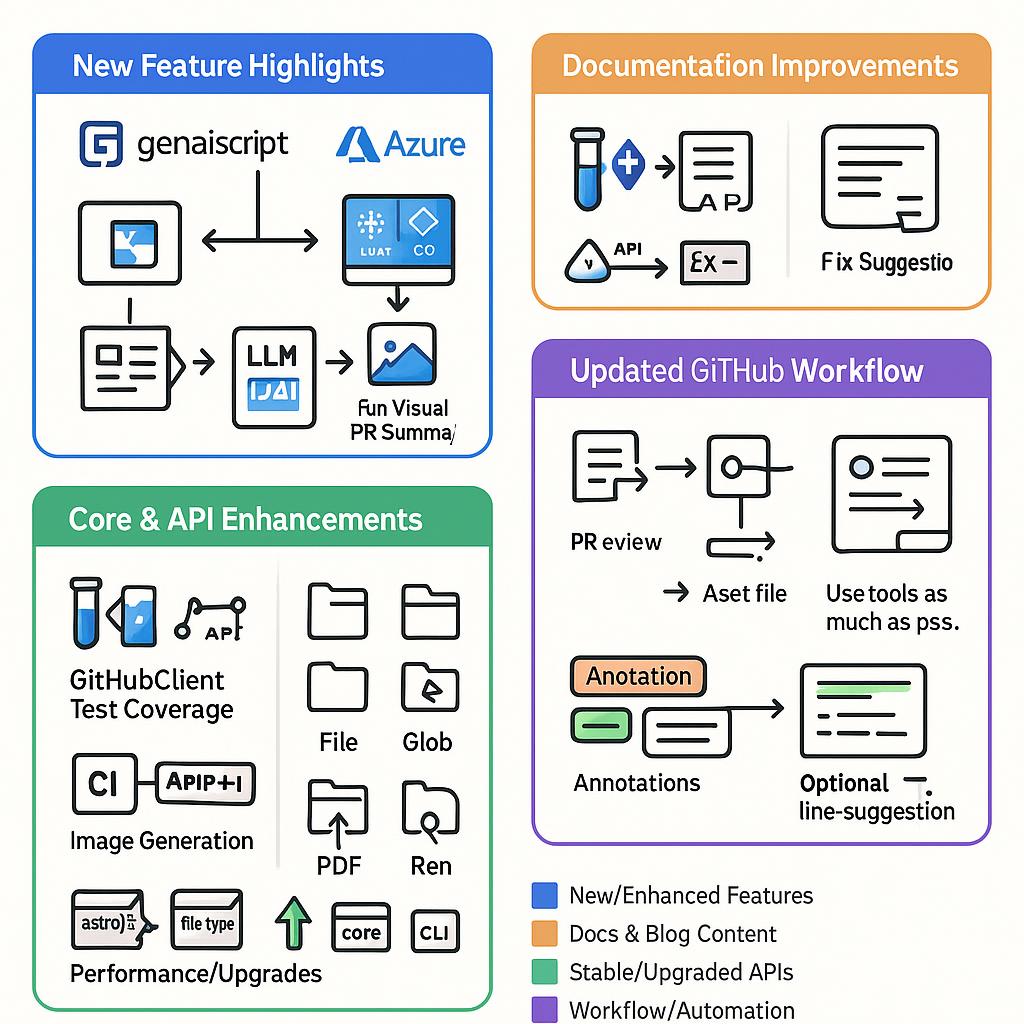 New Feature Highlights
genaiscript
Azure
LUAT
CO
LLM
Fun Visual
PR Summa
Documentation Improvements
AP
API
v
Ex –
Fix Suggestio
Core & API Enhancements
API
GitHubClient
Test Coverage
CI
APIP+I
Image Generation
File
Glob
PDF
Ren
astro)
file type
core
CLI
Performance/Upgrades
Updated GiTHub Workflow
PR eview
→ Aset file
Use tools as
much as pss.
Anotation
Annotations
Optional
line-suggestion
New/Enhanced Features
Docs & Blog Content
Stable/Upgraded APIs
Workflow/Automation